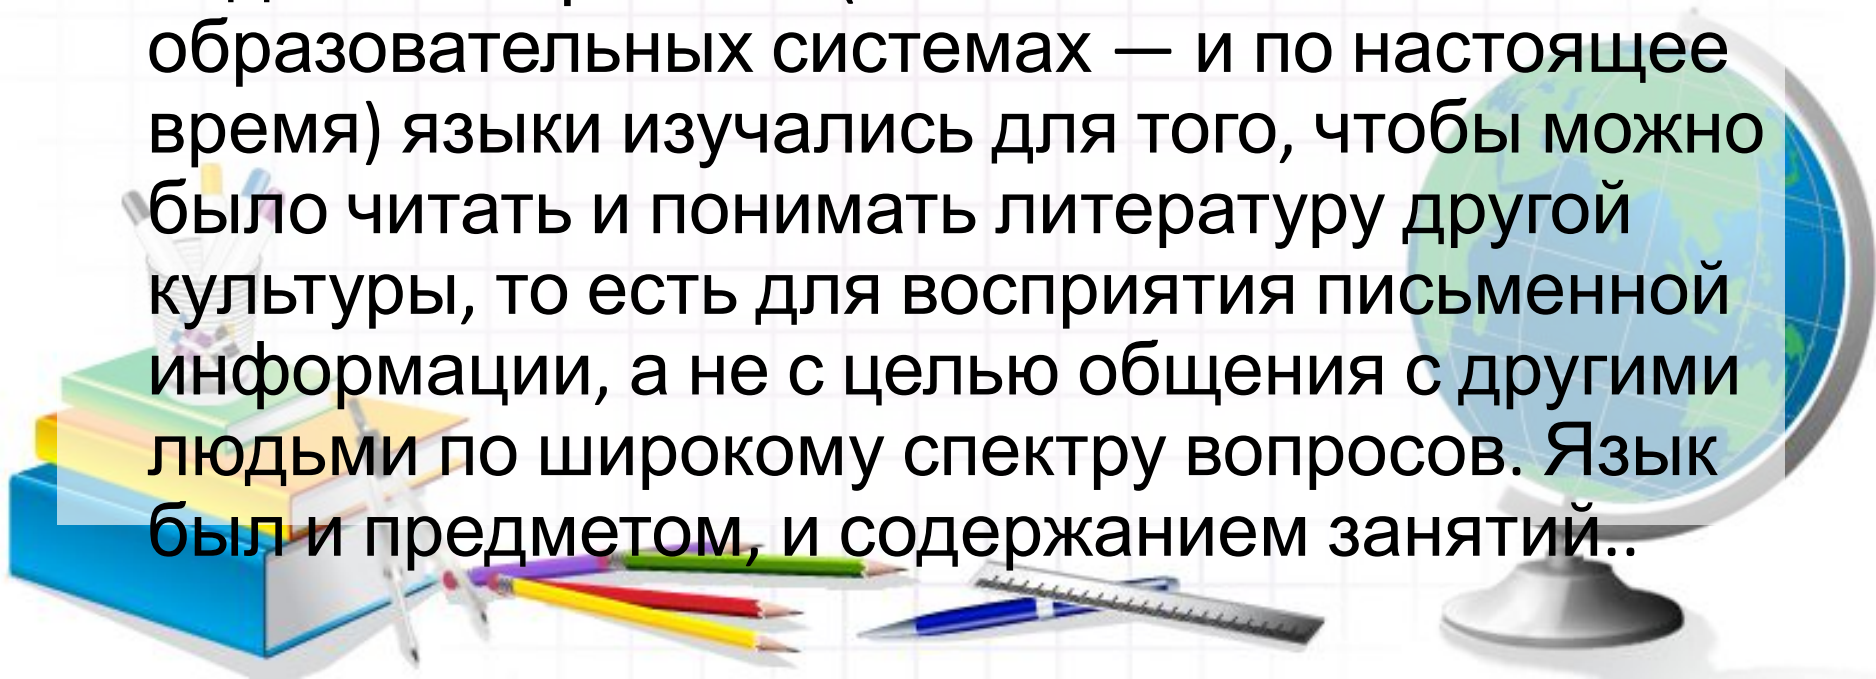 образовательных системах — и по настоящее
время) языки изучались для того, чтобы можно
было читать и понимать литературу другой
культуры, то есть для восприятия письменной
информации, а не с целью общения с другими
людьми по широкому спектру вопросов. Язык
был и предметом, и содержанием занятий..